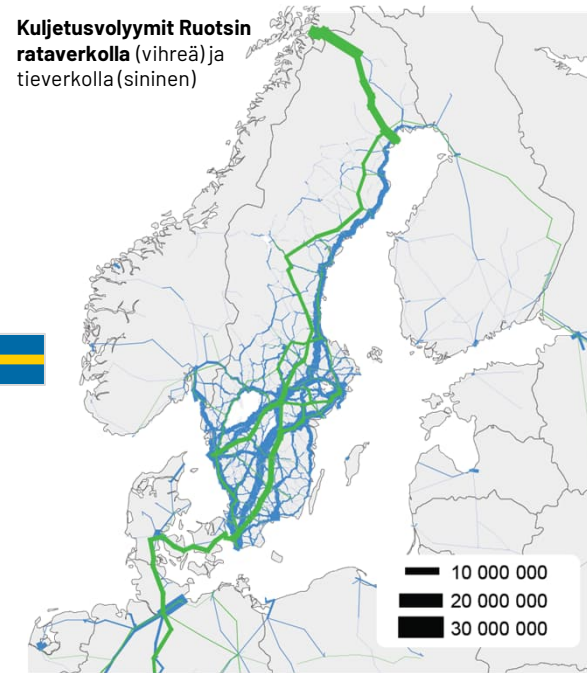 Kuljetusvolyymit Ruotsin
rataverkolla (vihreä) ja
tieverkolla (sininen)
10 000 000
20 000 000
30 000 000